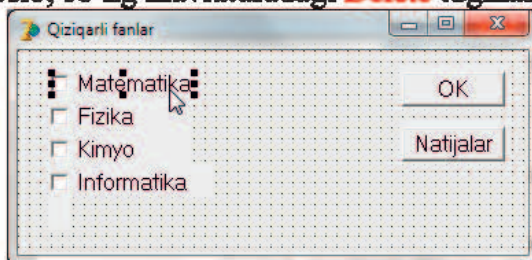 Qiziqarli fanlar
Matematika
Fizika
Kimyo
Informatika
OK
Natijalar